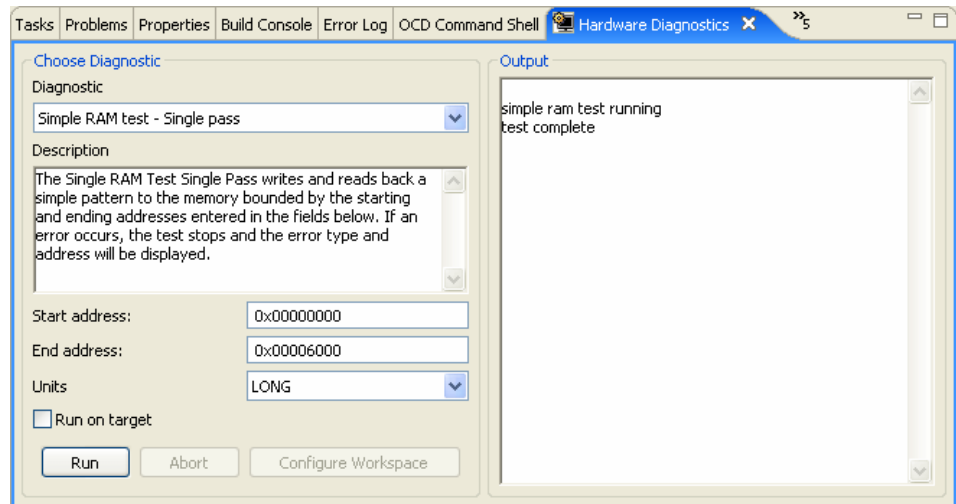 Tasks Problems Properties Build Console Error Log OCD Command Shell Hardware Diagnostics X »5
Choose Diagnostic
Diagnostic
Simple RAM test - Single pass
Description
The Single RAM Test Single Pass writes and reads back a
simple pattern to the memory bounded by the starting
and ending addresses entered in the fields below. If an
error occurs, the test stops and the error type and
address will be displayed.
Start address: 0x00000000
End address: 0x00006000
Units LONG
Run on target
Run Abort Configure Workspace
Output
simple ram test running
test complete